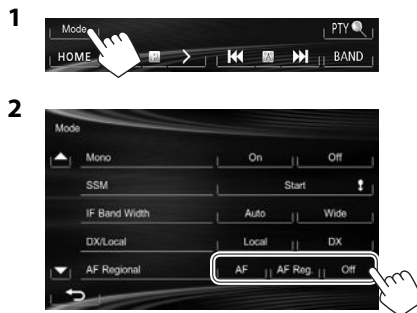 1
Mode
PTY
HOME
P
BAND
2
Mode
Mono On Off
SSM Start
IF Band Width Auto Wide
DX/Local Local DX
AF Regional AF AF Reg. Off